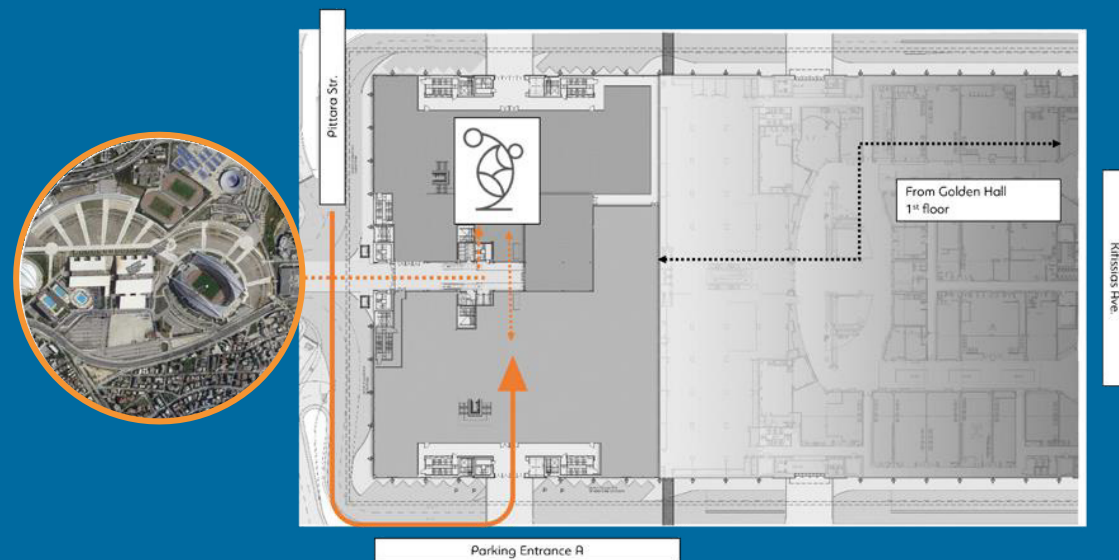 Pittara Str.
From Golden Hall
1st floor
Kifissias Ave.
Parking Entrance A
P P
P P